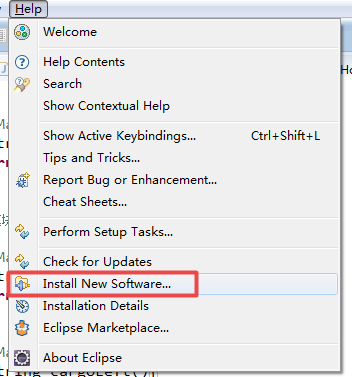 Help
Welcome
Help Contents
Search
Show Contextual Help
Show Active Keybindings... Ctrl+Shift+L
Tips and Tricks...
Report Bug or Enhancement...
Cheat Sheets...
Perform Setup Tasks...
Check for Updates
Install New Software...
Installation Details
Eclipse Marketplace...
About Eclipse